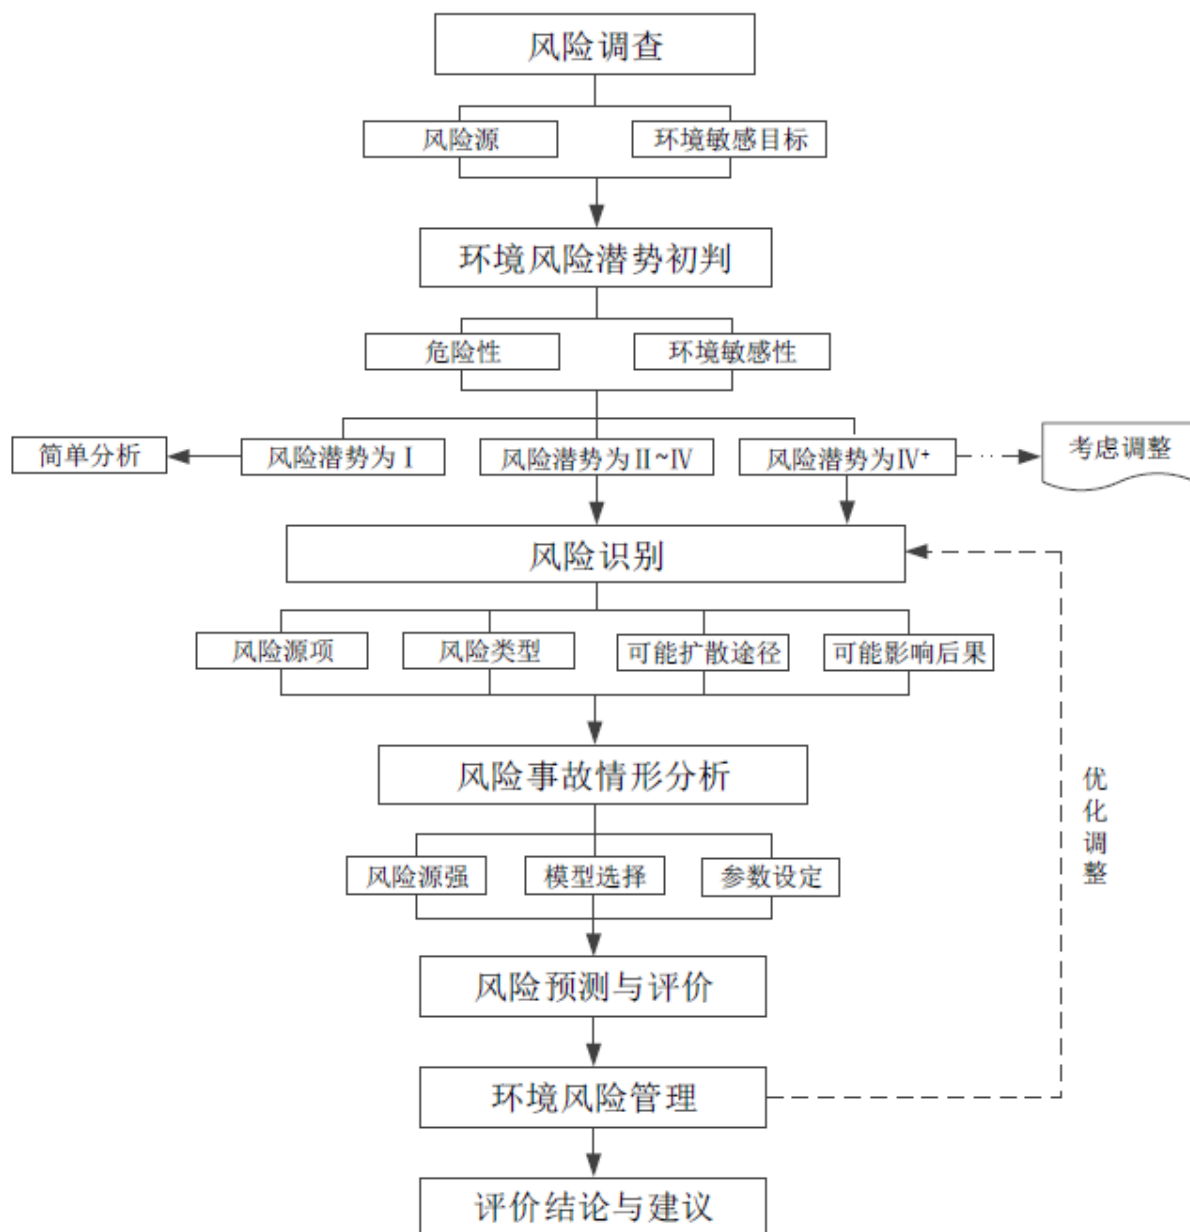 风险调查
风险源
环境敏感目标
环境风险潜势初判
危险性
环境敏感性
简单分析
风险潜势为Ⅰ
风险潜势为Ⅱ~Ⅳ
风险潜势为Ⅳ⁺
考虑调整
风险识别
风险源项
风险类型
可能扩散途径
可能影响后果
风险事故情形分析
优化调整
风险源强
模型选择
参数设定
风险预测与评价
环境风险管理
评价结论与建议